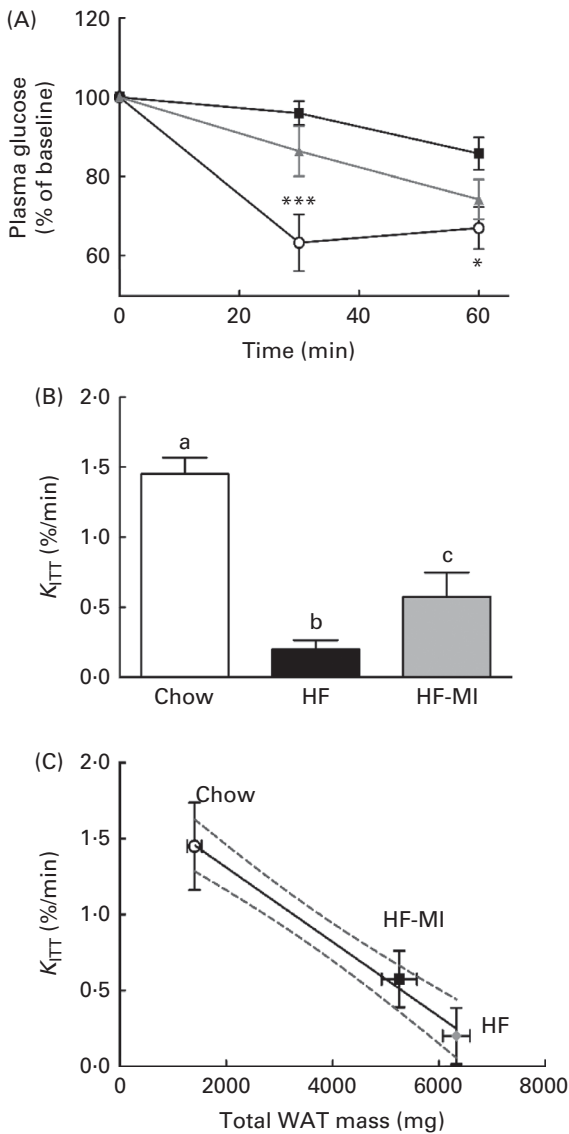 (A)
120
100
80
60
Plasma glucose
(% of baseline)
***
*
0
20
40
60
Time (min)
(B)
2·0
1·5
1·0
0·5
0·0
K_ITT (%/min)
a
b
c
Chow
HF
HF-MI
(C)
2·0
1·5
1·0
0·5
0·0
K_ITT (%/min)
Chow
HF-MI
HF
0
2000
4000
6000
8000
Total WAT mass (mg)